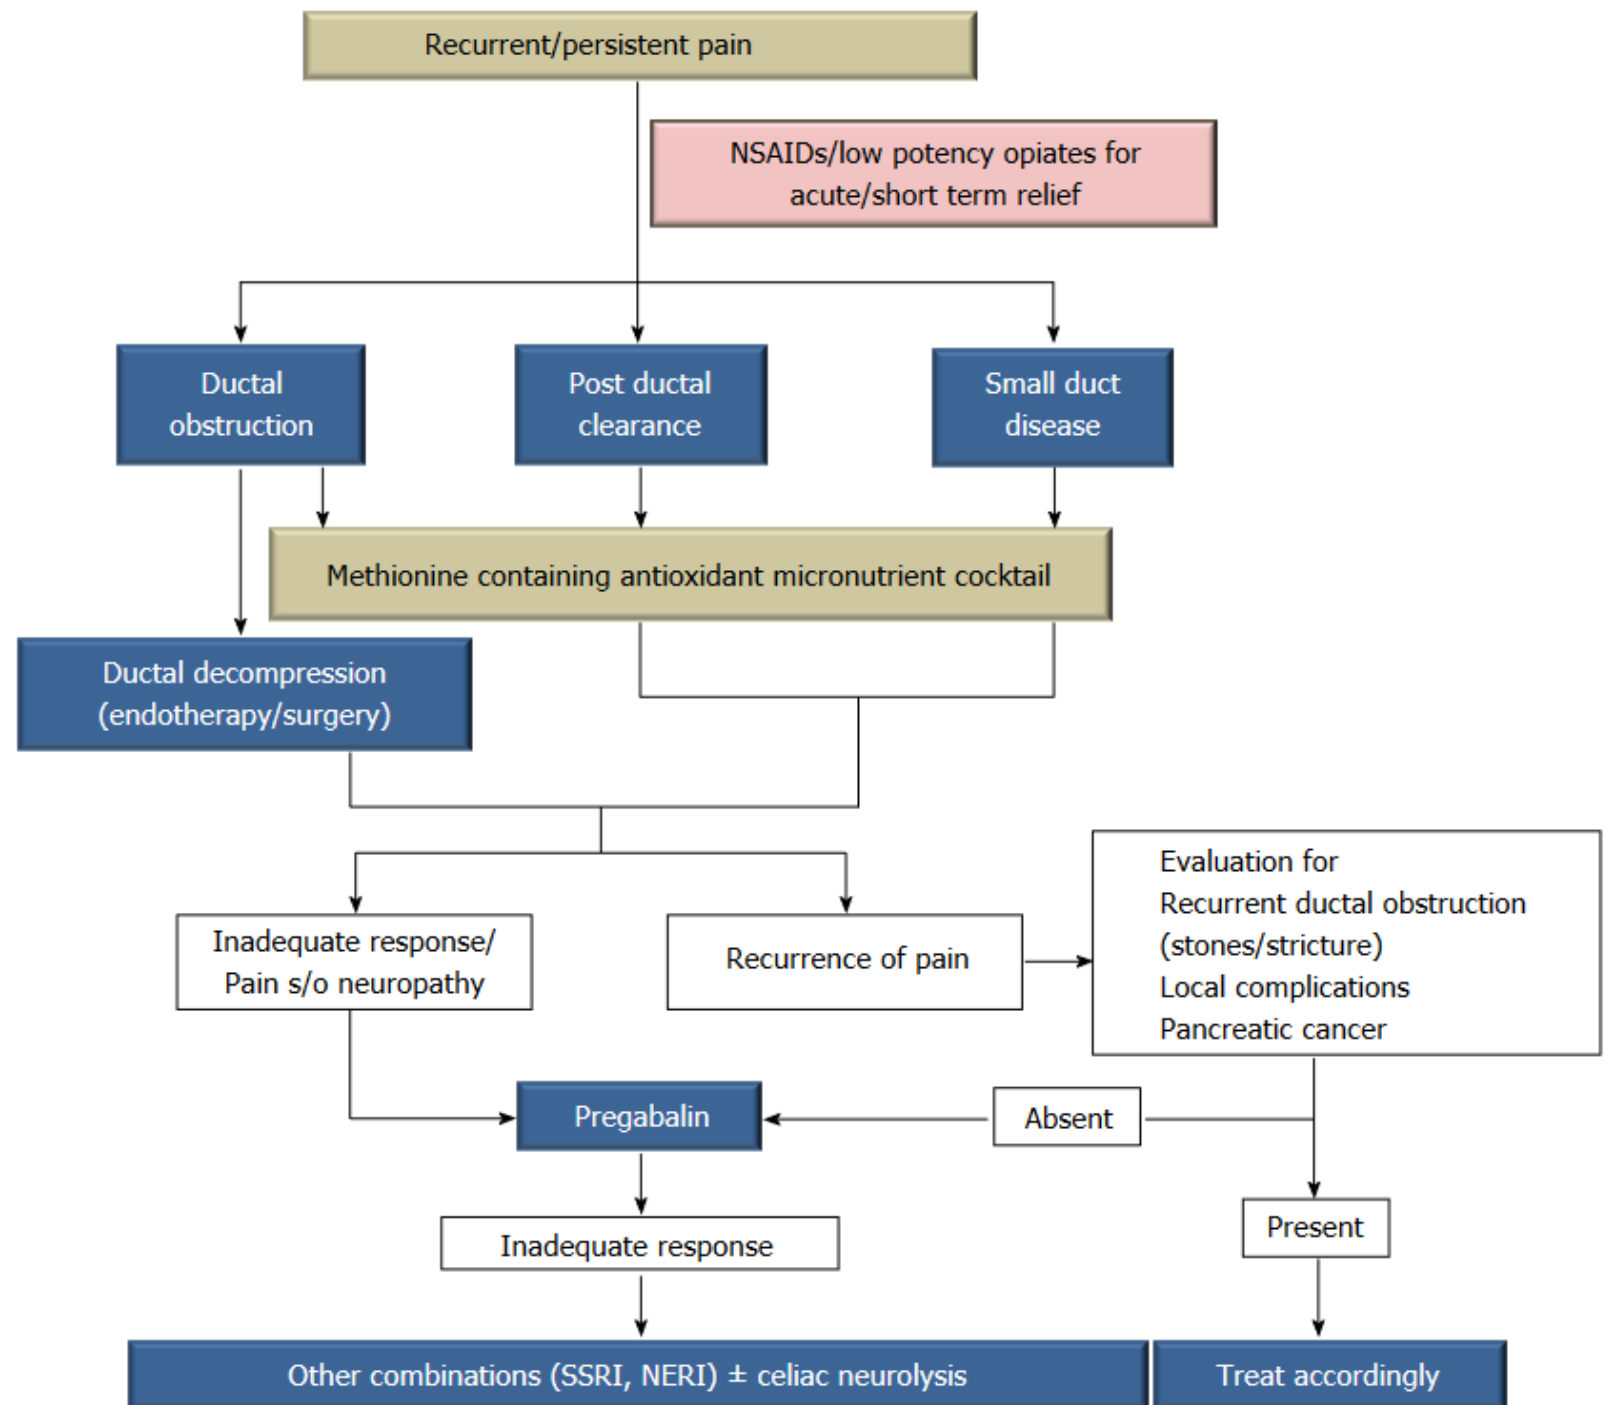 Recurrent/persistent pain
NSAIDs/low potency opiates for
acute/short term relief
Ductal
obstruction
Post ductal
clearance
Small duct
disease
Methionine containing antioxidant micronutrient cocktail
Ductal decompression
(endotherapy/surgery)
Inadequate response/
Pain s/o neuropathy
Recurrence of pain
Evaluation for
Recurrent ductal obstruction
(stones/stricture)
Local complications
Pancreatic cancer
Pregabalin
Absent
Inadequate response
Present
Other combinations (SSRI, NERI) ± celiac neurolysis
Treat accordingly